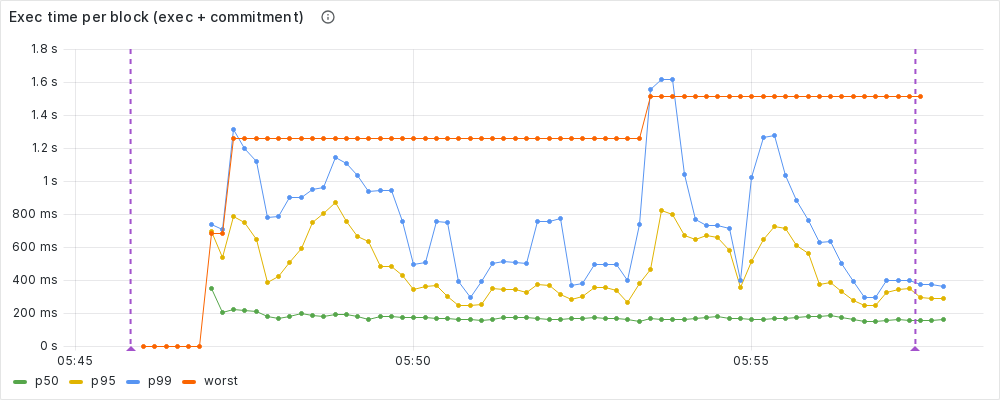 Exec time per block (exec + commitment)
1.8 s
1.6 s
1.4 s
1.2 s
1 s
800 ms
600 ms
400 ms
200 ms
0 s
05:45 05:50 05:55
p50 p95 p99 worst